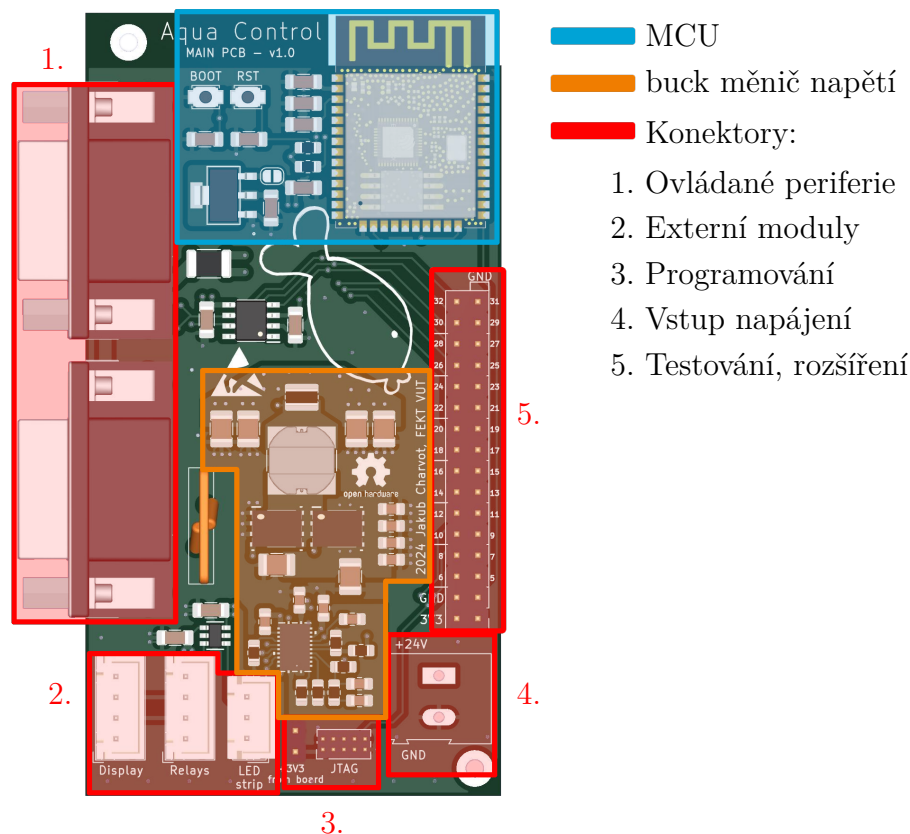 Aqua Control
MAIN PCB - v1.0
BOOT RST
1.
MCU
buck měnič napětí
Konektory:
1. Ovládané periferie
2. Externí moduly
3. Programování
4. Vstup napájení
5. Testování, rozšíření
GND
32 31
30 29
28 27
26 25
24 23
22 21
20 19
18 17
16 15
14 13
12 11
10 9
8 7
6 5
GND
3V3
5.
2024 Jakub Charvot, FEKT VUT
open hardware
+24V
GND
4.
2.
Display
Relays
LED
strip
+3V3
from board
JTAG
3.